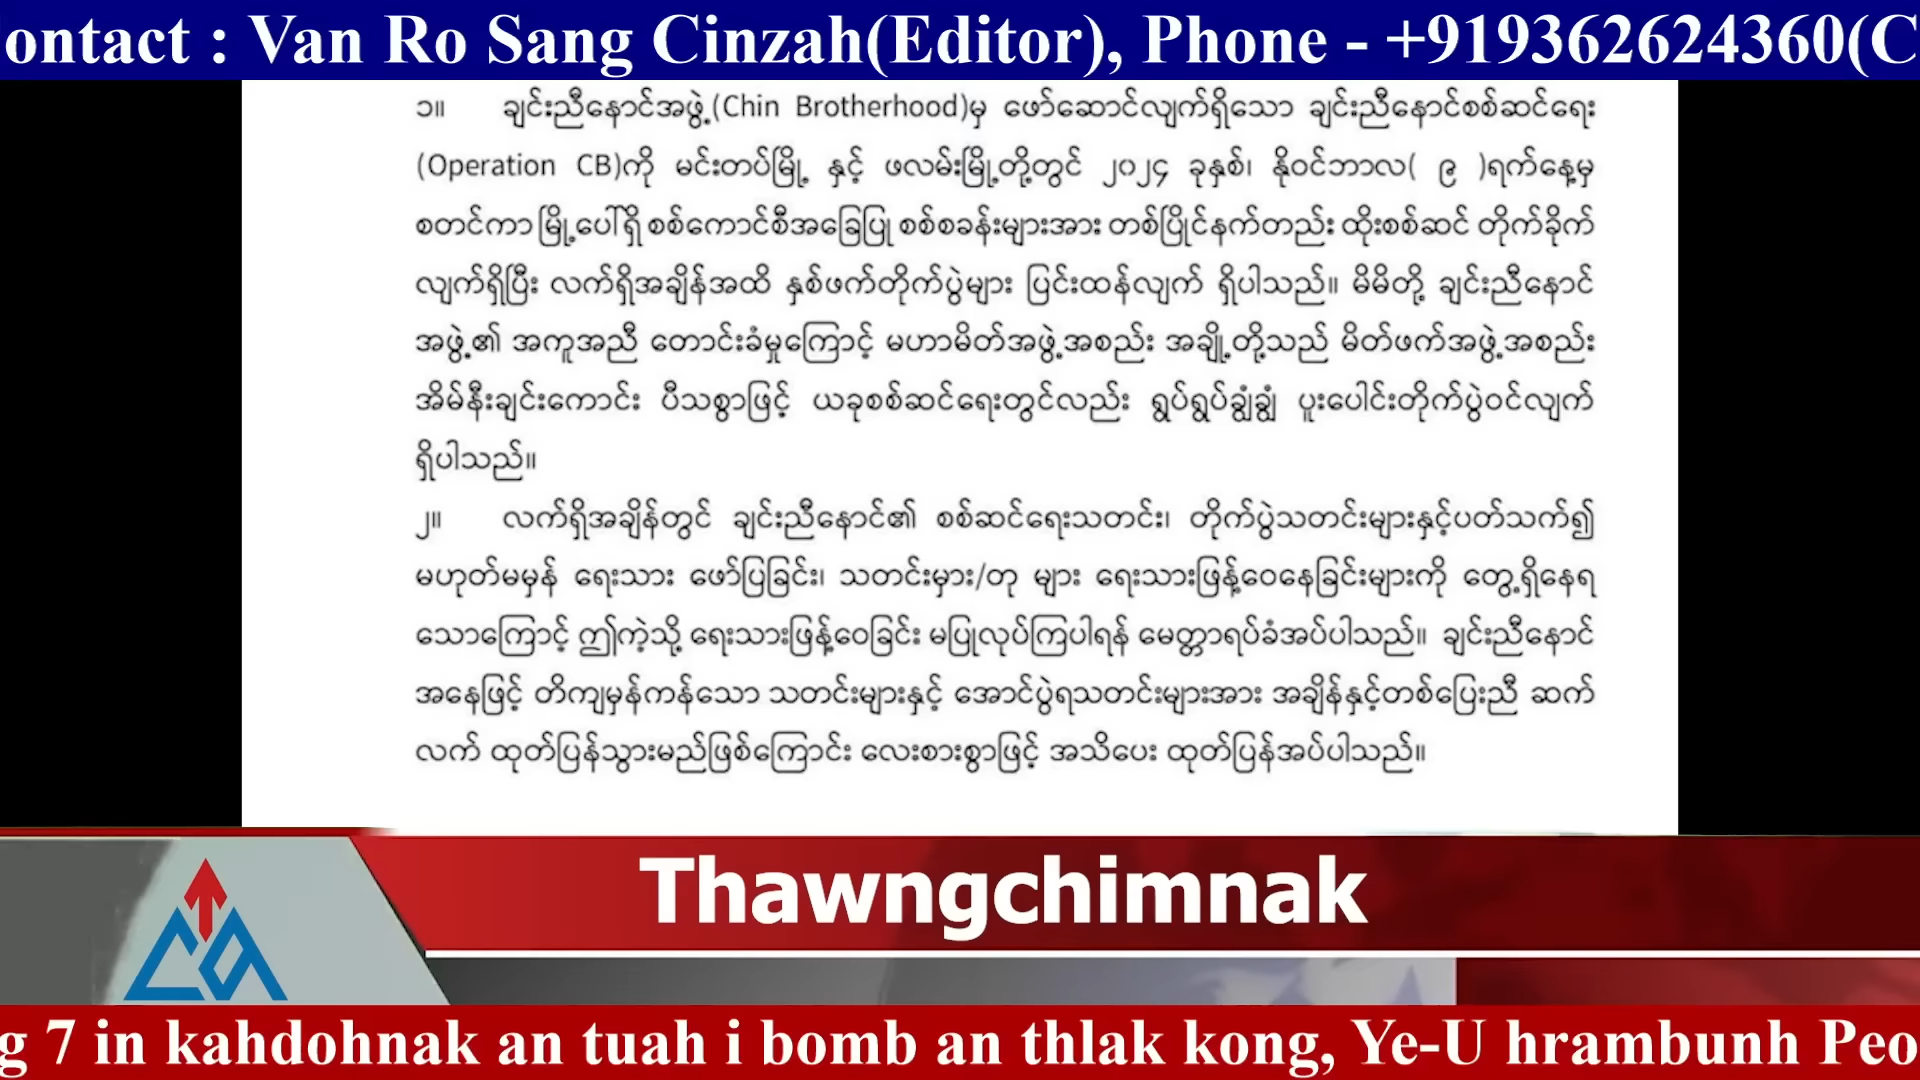 ontact : Van Ro Sang Cinzah(Editor), Phone - +919362624360(C
၁။ ချင်းညီနောင်အဖွဲ့(Chin Brotherhood)မှ ဖော်ဆောင်လျက်ရှိသော ချင်းညီနောင်စစ်ဆင်ရေး
(Operation CB)ကို မင်းတပ်မြို့ နှင့် ဖလမ်းမြို့တို့တွင် ၂၀၂၄ ခုနှစ်၊ နိုဝင်ဘာလ( ၉ )ရက်နေ့မှ
စတင်ကာ မြို့ပေါ်ရှိ စစ်ကောင်စီအခြေပြု စစ်စခန်းများအား တစ်ပြိုင်နက်တည်း ထိုးစစ်ဆင် တိုက်ခိုက်
လျက်ရှိပြီး လက်ရှိအချိန်အထိ နှစ်ဖက်တိုက်ပွဲများ ပြင်းထန်လျက် ရှိပါသည်။ မိမိတို့ ချင်းညီနောင်
အဖွဲ့၏ အကူအညီ တောင်းခံမှုကြောင့် မဟာမိတ်အဖွဲ့အစည်း အချို့တို့သည် မိတ်ဖက်အဖွဲ့အစည်း
အိမ်နီးချင်းကောင်း ပီသစွာဖြင့် ယခုစစ်ဆင်ရေးတွင်လည်း ရွပ်ရွပ်ချွံချွံ ပူးပေါင်းတိုက်ပွဲဝင်လျက်
ရှိပါသည်။
၂။ လက်ရှိအချိန်တွင် ချင်းညီနောင်၏ စစ်ဆင်ရေးသတင်း၊ တိုက်ပွဲသတင်းများနှင့်ပတ်သက်၍
မဟုတ်မမှန် ရေးသား ဖော်ပြခြင်း၊ သတင်းမှား/တု များ ရေးသားဖြန့်ဝေနေခြင်းများကို တွေ့ရှိနေရ
သောကြောင့် ဤကဲ့သို့ ရေးသားဖြန့်ဝေခြင်း မပြုလုပ်ကြပါရန် မေတ္တာရပ်ခံအပ်ပါသည်။ ချင်းညီနောင်
အနေဖြင့် တိကျမှန်ကန်သော သတင်းများနှင့် အောင်ပွဲရသတင်းများအား အချိန်နှင့်တစ်ပြေးညီ ဆက်
လက် ထုတ်ပြန်သွားမည်ဖြစ်ကြောင်း လေးစားစွာဖြင့် အသိပေး ထုတ်ပြန်အပ်ပါသည်။
Thawngchimnak
g 7 in kahdohnak an tuah i bomb an thlak kong, Ye-U hrambunh Peo